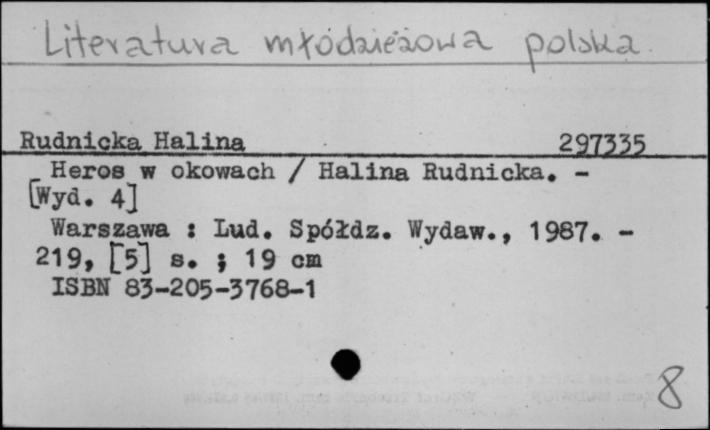 Literatura młodzieżowa polska
Rudnicka Halina 297335
Heros w okowach / Halina Rudnicka. -
[Wyd. 4]
Warszawa : Lud. Spółdz. Wydaw., 1987. -
219, [5] s. ; 19 cm
ISBN 83-205-3768-1
8